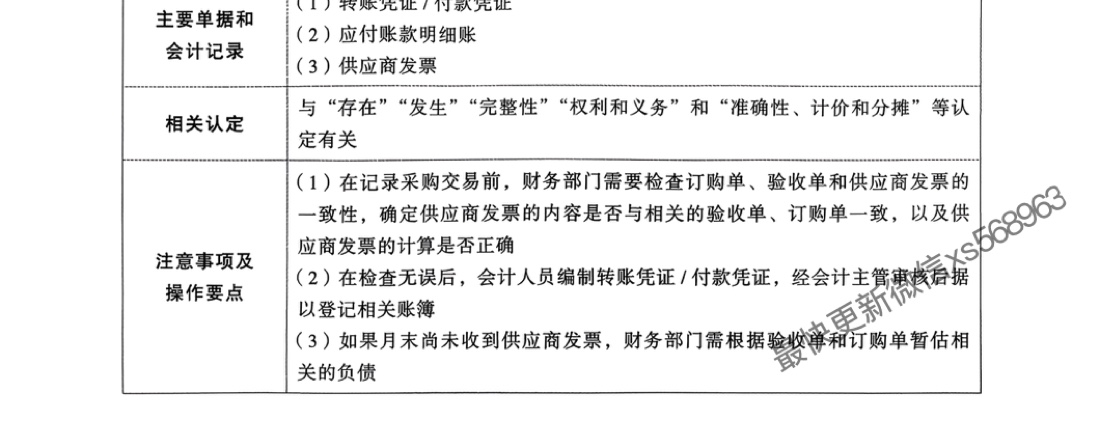 (1)转账凭证/付款凭证
主要单据和
会计记录
(2)应付账款明细账
(3)供应商发票
相关认定
与“存在”“发生”“完整性”“权利和义务”和“准确性、计价和分摊”等认
定有关
注意事项及
操作要点
(1)在记录采购交易前,财务部门需要检查订购单、验收单和供应商发票的
一致性,确定供应商发票的内容是否与相关的验收单、订购单一致,以及供
应商发票的计算是否正确
(2)在检查无误后,会计人员编制转账凭证/付款凭证,经会计主管审核后据
以登记相关账簿
(3)如果月末尚未收到供应商发票,财务部门需根据验收单和订购单暂估相
关的负债
最快更新微信xs568963